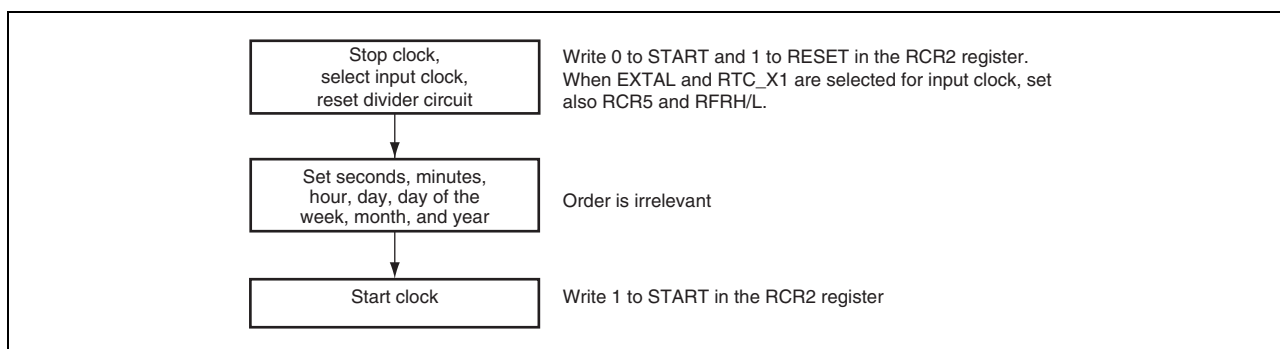 Stop clock,
select input clock,
reset divider circuit
Write 0 to START and 1 to RESET in the RCR2 register.
When EXTAL and RTC_X1 are selected for input clock, set
also RCR5 and RFRH/L.
Set seconds, minutes,
hour, day, day of the
week, month, and year
Order is irrelevant
Start clock
Write 1 to START in the RCR2 register